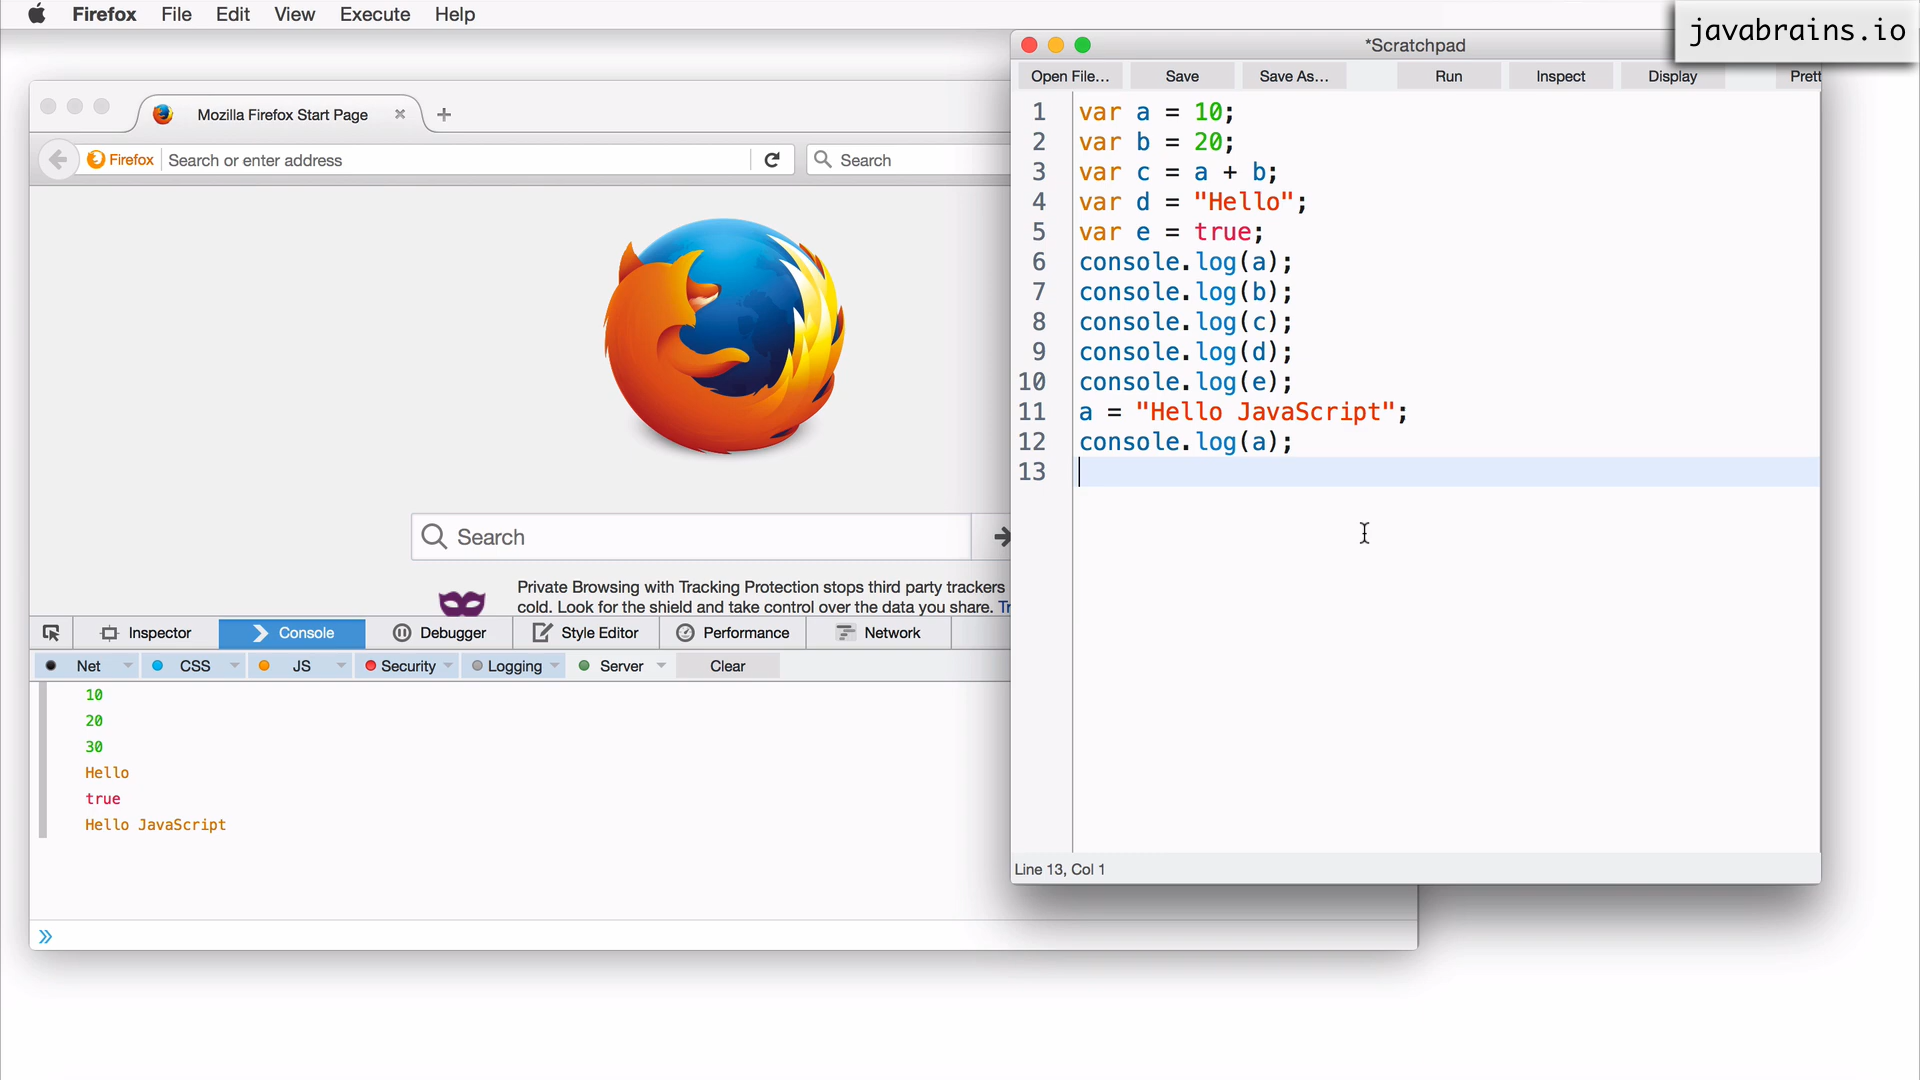 Firefox File Edit View Execute Help
javabrains.io
*Scratchpad
Open File... Save Save As... Run Inspect Display Prett
Mozilla Firefox Start Page
Firefox Search or enter address Search
1 var a = 10;
2 var b = 20;
3 var c = a + b;
4 var d = "Hello";
5 var e = true;
6 console.log(a);
7 console.log(b);
8 console.log(c);
9 console.log(d);
10 console.log(e);
11 a = "Hello JavaScript";
12 console.log(a);
13
Line 13, Col 1
Search
Private Browsing with Tracking Protection stops third party trackers
cold. Look for the shield and take control over the data you share. Tr
Inspector Console Debugger Style Editor Performance Network
Net CSS JS Security Logging Server Clear
10
20
30
Hello
true
Hello JavaScript